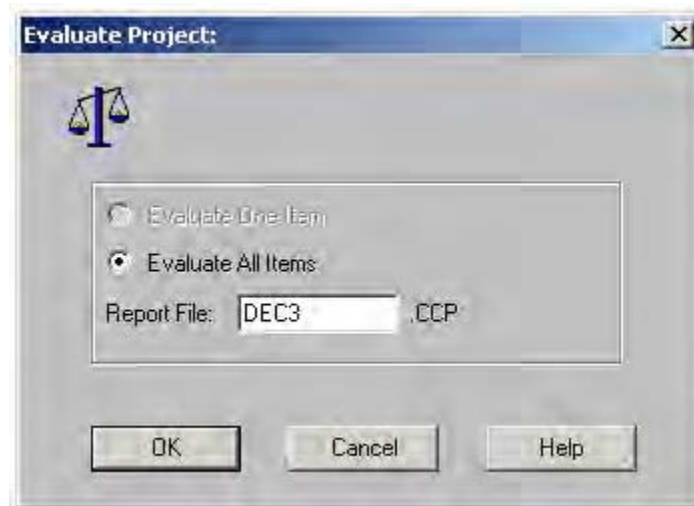 Evaluate Project:
Evaluate One Item
Evaluate All Items
Report File: DEC3 .CCP
OK Cancel Help